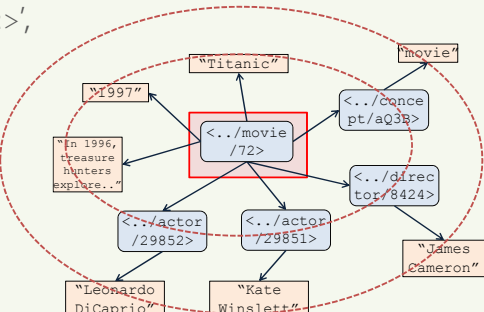 >',
"movie"
"Titanic"
"1997"
<../conce
pt/aQ3B>
<../movie
/72>
"In 1996,
treasure
hunters
explore.."
<../direc
tor/8424>
<../actor
/29852>
<../actor
/29851>
"James
Cameron"
"Leonardo
DiCaprio"
"Kate
Winslett"